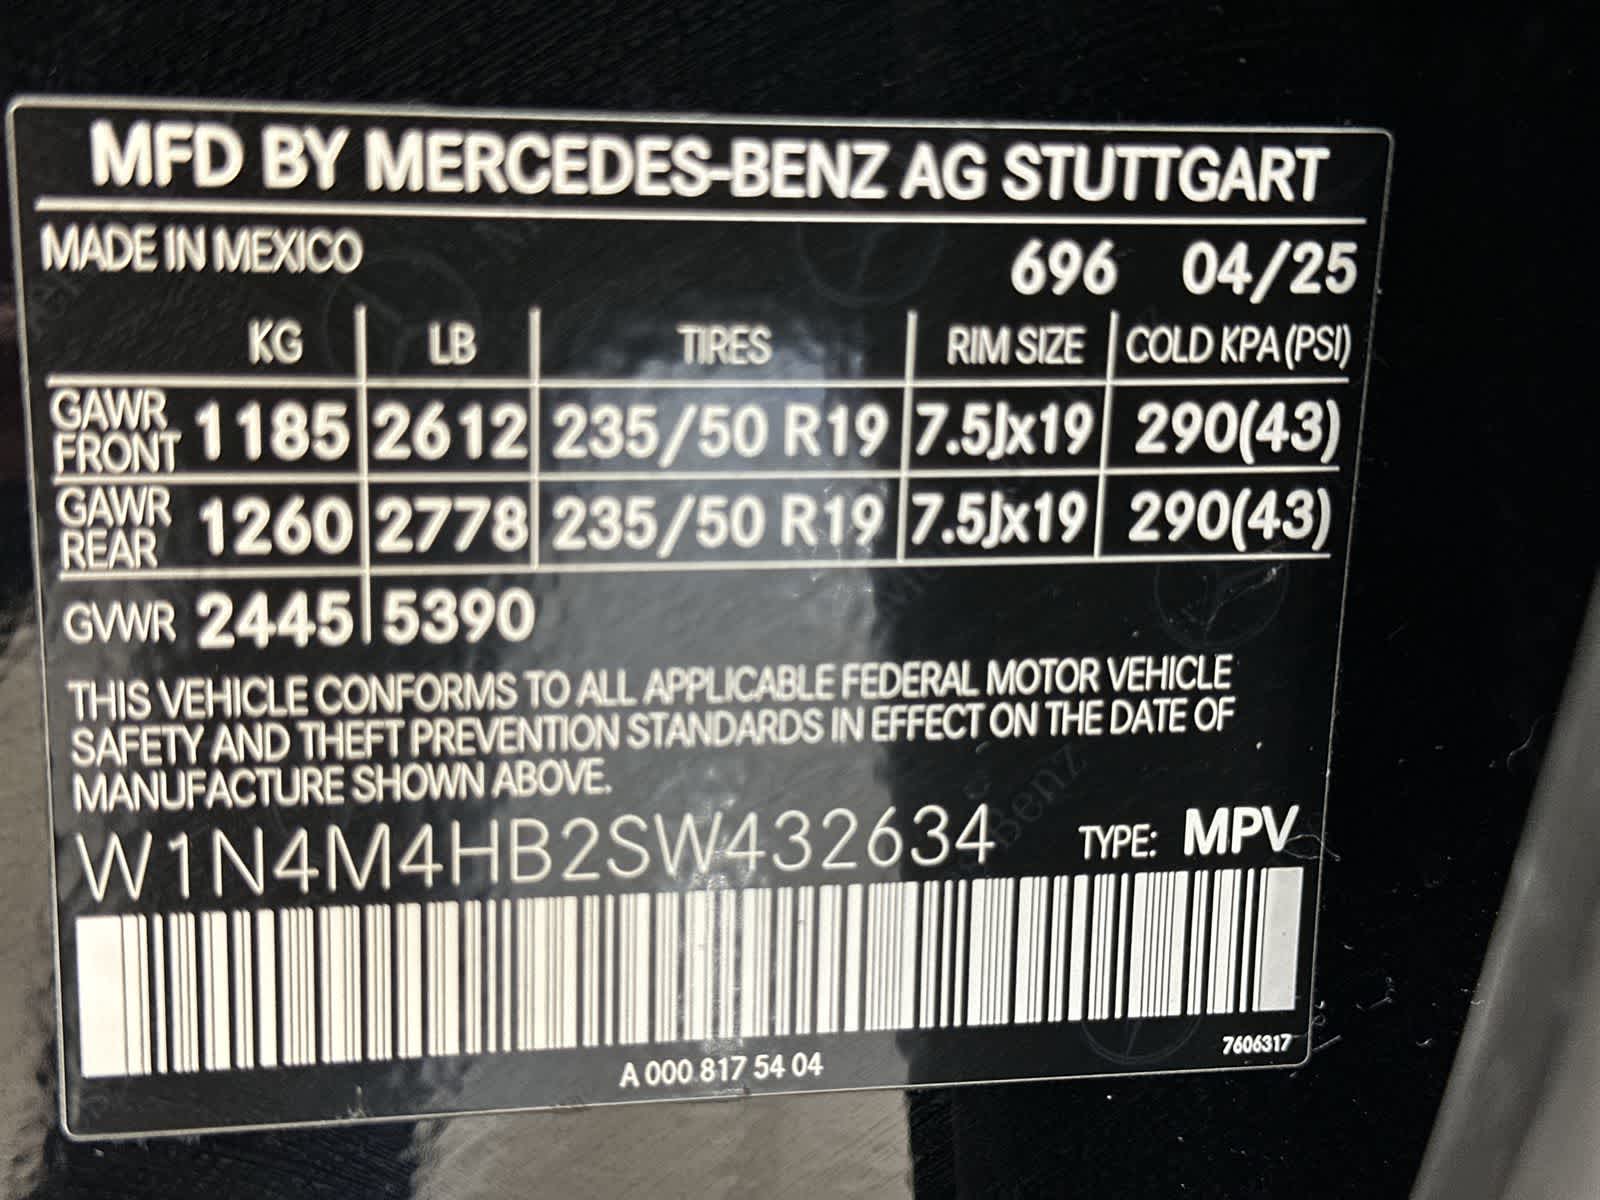 MFD BY MERCEDES-BENZ AG STUTTGART
MADE IN MEXICO 696 04/25
KG LB TIRES RIM SIZE COLD KPA (PSI)
GAWR FRONT 1185 2612 235/50 R19 7.5Jx19 290(43)
GAWR REAR 1260 2778 235/50 R19 7.5Jx19 290(43)
GVWR 2445 5390
THIS VEHICLE CONFORMS TO ALL APPLICABLE FEDERAL MOTOR VEHICLE
SAFETY AND THEFT PREVENTION STANDARDS IN EFFECT ON THE DATE OF
MANUFACTURE SHOWN ABOVE.
W1N4M4HB2SW432634 TYPE: MPV
7606317
A 000 817 54 04